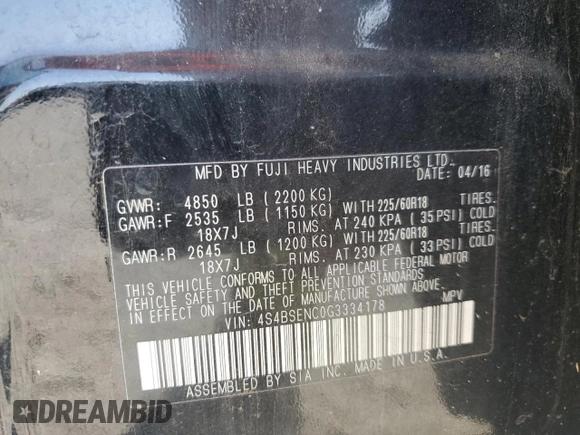 MFD BY FUJI HEAVY INDUSTRIES LTD.
DATE: 04/16
GVWR: 4850 LB (2200 KG)
GAWR:F 2535 LB (1150 KG) WITH 225/60R18 TIRES.
18X7J RIMS. AT 240 KPA (35 PSI) COLD
GAWR:R 2645 LB (1200 KG) WITH 225/60R18 TIRES.
18X7J RIMS. AT 230 KPA (33 PSI) COLD
THIS VEHICLE CONFORMS TO ALL APPLICABLE FEDERAL MOTOR
VEHICLE SAFETY AND THEFT PREVENTION STANDARDS
IN EFFECT ON THE DATE OF MANUFACTURE SHOWN ABOVE.
VIN: 4S4BSENC0G3334178 MPV
ASSEMBLED BY SIA INC. MADE IN U.S.A.
DREAMBID